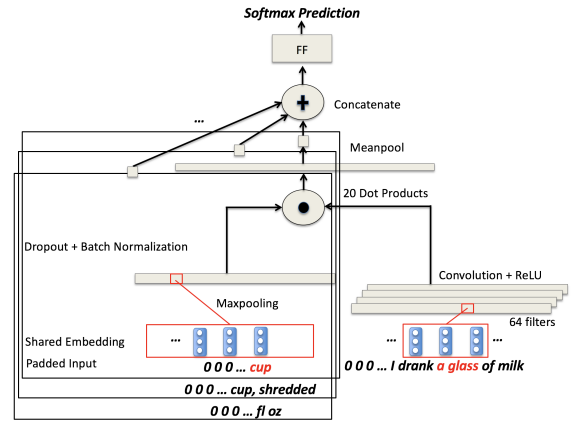 Softmax Prediction
FF
Concatenate
...
Meanpool
20 Dot Products
Dropout + Batch Normalization
Convolution + ReLU
Maxpooling
64 filters
Shared Embedding
...
... ...
Padded Input
0 0 0 ... cup
0 0 0 ... I drank a glass of milk
0 0 0 ... cup, shredded
0 0 0 ... fl oz